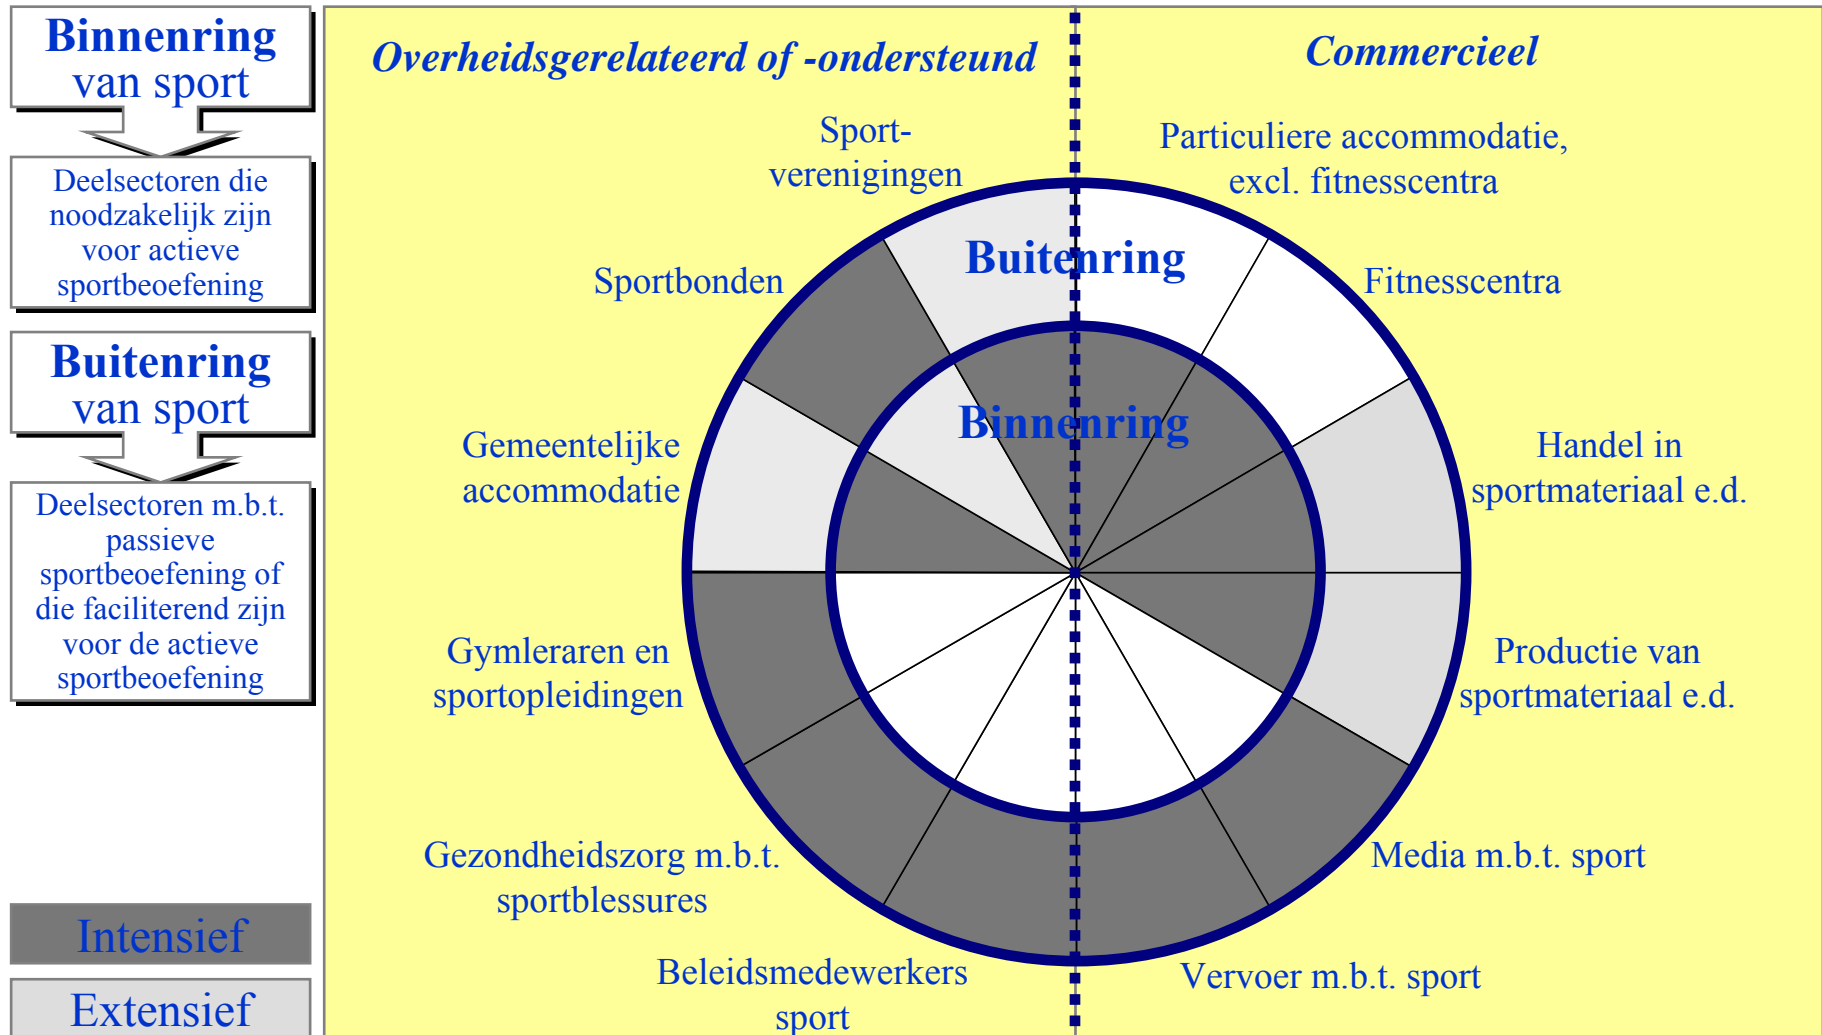 Binnenring
van sport
Deelsectoren die
noodzakelijk zijn
voor actieve
sportbeoefening
Buitenring
van sport
Deelsectoren m.b.t.
passieve
sportbeoefening of
die faciliterend zijn
voor de actieve
sportbeoefening
Intensief
Extensief
Overheidsgerelateerd of -ondersteund
Commercieel
Sport-
verenigingen
Particuliere accommodatie,
excl. fitnesscentra
Buitenring
Sportbonden
Fitnesscentra
Binnenring
Gemeentelijke
accommodatie
Handel in
sportmateriaal e.d.
Gymleraren en
sportopleidingen
Productie van
sportmateriaal e.d.
Gezondheidszorg m.b.t.
sportblessures
Media m.b.t. sport
Beleidsmedewerkers
sport
Vervoer m.b.t. sport